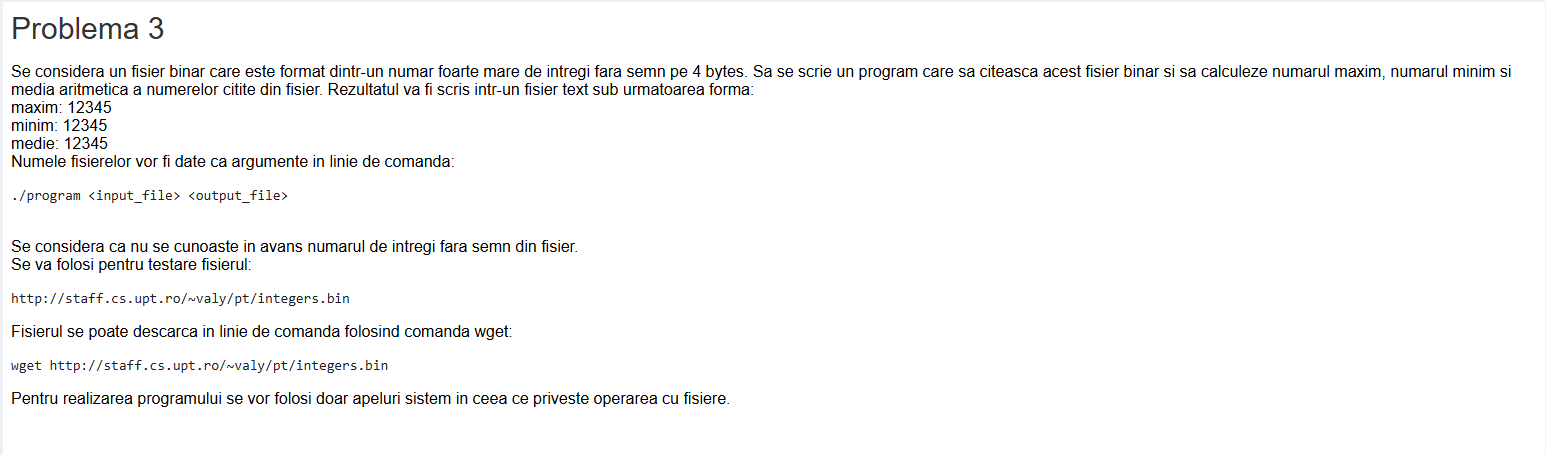 Problema 3
Se considera un fisier binar care este format dintr-un numar foarte mare de intregi fara semn pe 4 bytes. Sa se scrie un program care sa citeasca acest fisier binar si sa calculeze numarul maxim, numarul minim si
media aritmetica a numerelor citite din fisier. Rezultatul va fi scris intr-un fisier text sub urmatoarea forma:
maxim: 12345
minim: 12345
medie: 12345
Numele fisierelor vor fi date ca argumente in linie de comanda:
./program <input_file> <output_file>
Se considera ca nu se cunoaste in avans numarul de intregi fara semn din fisier.
Se va folosi pentru testare fisierul:
http://staff.cs.upt.ro/~valy/pt/integers.bin
Fisierul se poate descarca in linie de comanda folosind comanda wget:
wget http://staff.cs.upt.ro/~valy/pt/integers.bin
Pentru realizarea programului se vor folosi doar apeluri sistem in ceea ce priveste operarea cu fisiere.